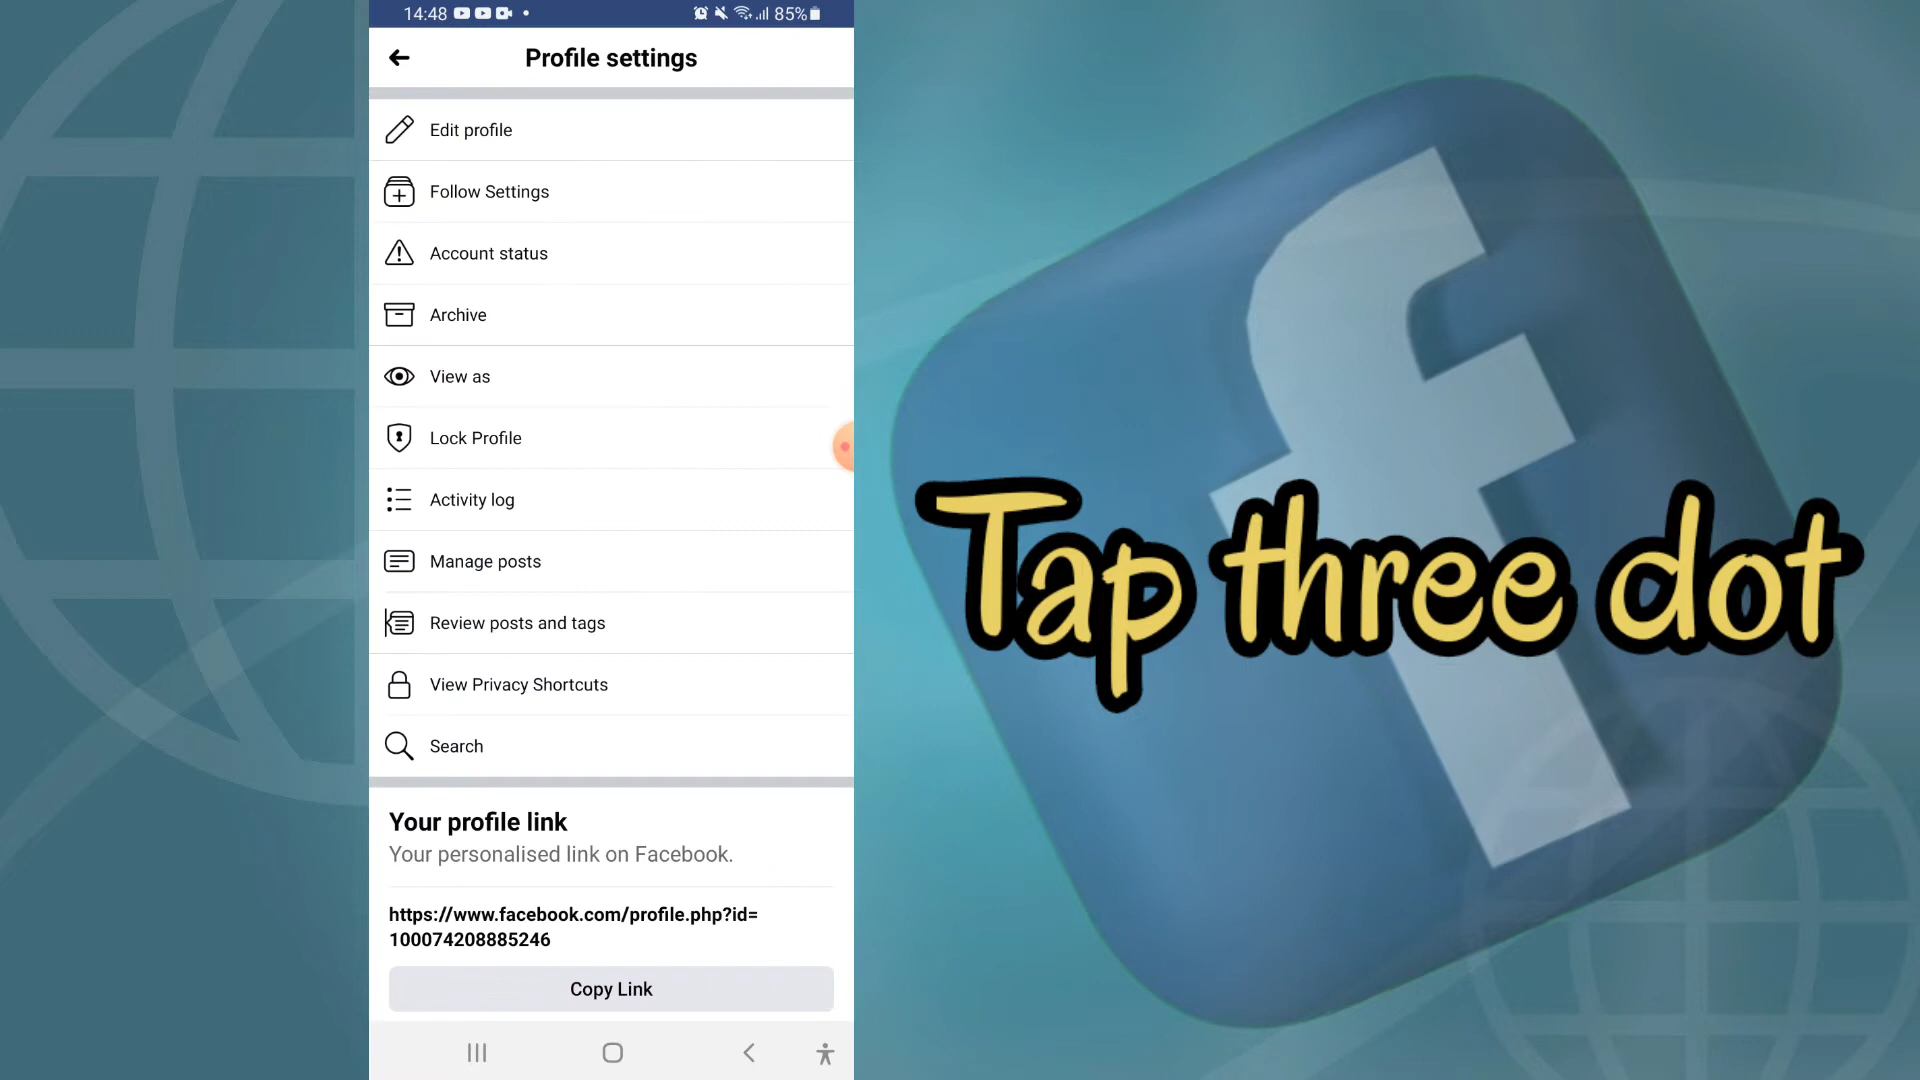 14:48
85%
Profile settings
Edit profile
Follow Settings
Account status
Archive
View as
Lock Profile
Activity log
Manage posts
Review posts and tags
View Privacy Shortcuts
Search
Your profile link
Your personalised link on Facebook.
https://www.facebook.com/profile.php?id=
100074208885246
Copy Link
f
Tap three dot